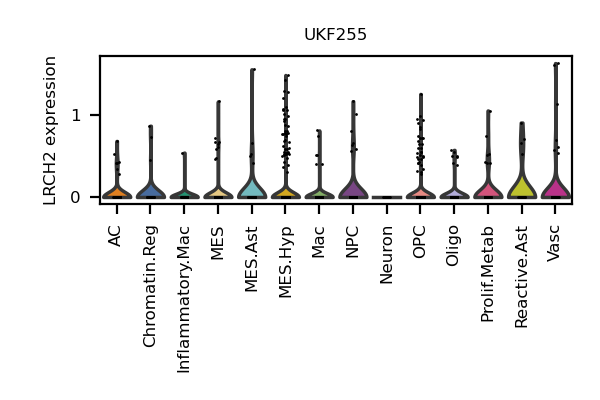 UKF255
LRCH2 expression
1
0
AC
Chromatin.Reg
Inflammatory.Mac
MES
MES.Ast
MES.Hyp
Mac
NPC
Neuron
OPC
Oligo
Prolif.Metab
Reactive.Ast
Vasc